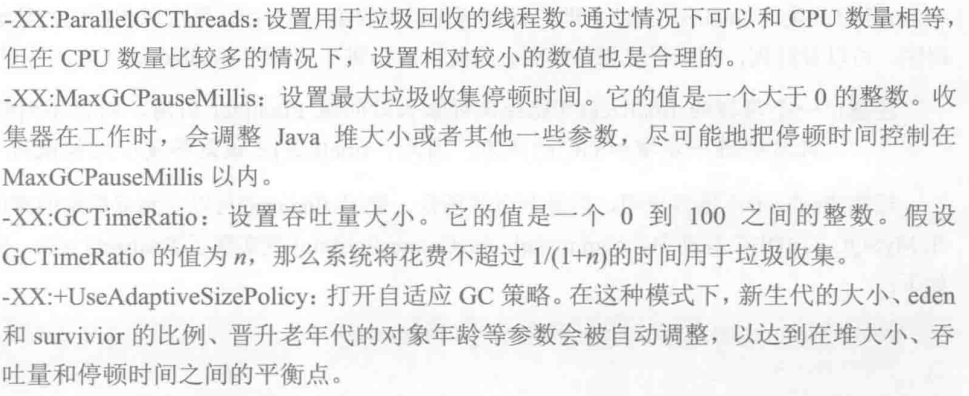 -XX:ParallelGCThreads：设置用于垃圾回收的线程数。通过情况下可以和 CPU 数量相等，
但在 CPU 数量比较多的情况下，设置相对较小的数值也是合理的。
-XX:MaxGCPauseMillis：设置最大垃圾收集停顿时间。它的值是一个大于 0 的整数。收
集器在工作时，会调整 Java 堆大小或者其他一些参数，尽可能地把停顿时间控制在
MaxGCPauseMillis 以内。
-XX:GCTimeRatio：设置吞吐量大小。它的值是一个 0 到 100 之间的整数。假设
GCTimeRatio 的值为 n，那么系统将花费不超过 1/(1+n)的时间用于垃圾收集。
-XX:+UseAdaptiveSizePolicy：打开自适应 GC 策略。在这种模式下，新生代的大小、eden
和 survivior 的比例、晋升老年代的对象年龄等参数会被自动调整，以达到在堆大小、吞
吐量和停顿时间之间的平衡点。